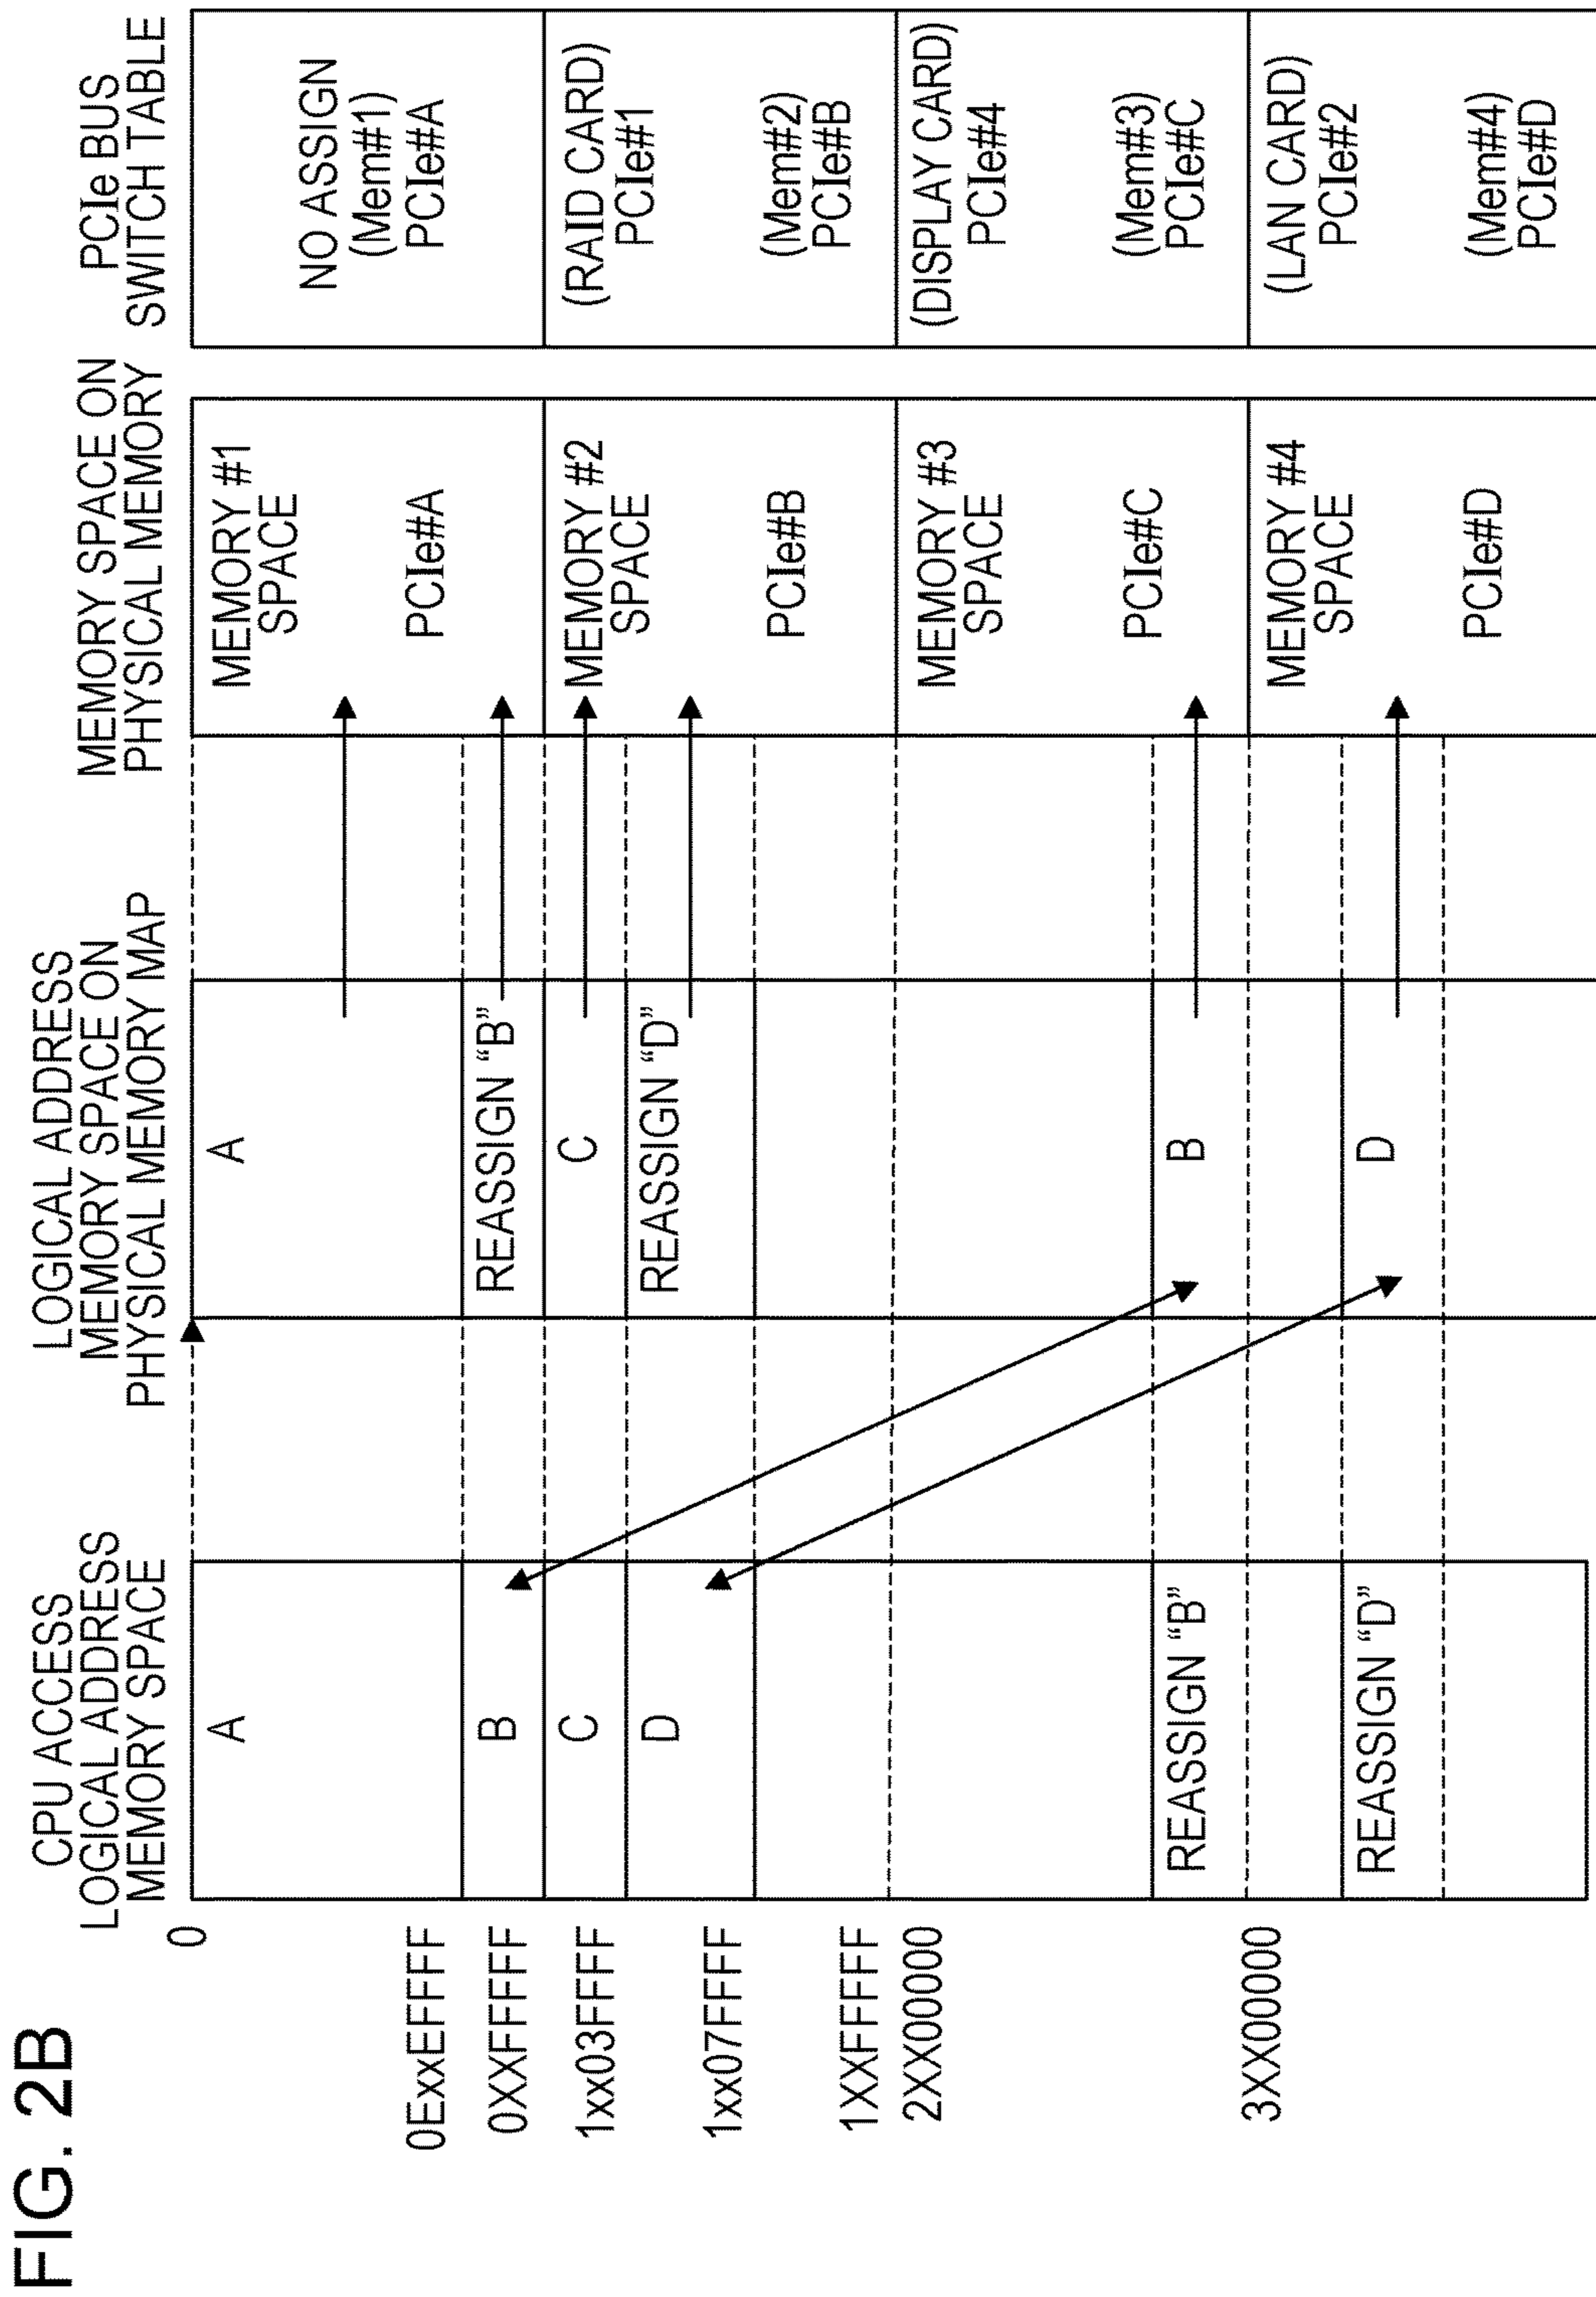 FIG. 2B
CPU ACCESS
LOGICAL ADDRESS
MEMORY SPACE
0
0ExxEFFFF
0XXFFFFF
1xx03FFFF
1xx07FFFF
1XXFFFFF
2XX00000
3XX00000
A
B
C
D
REASSIGN “B”
REASSIGN “D”
LOGICAL ADDRESS
MEMORY SPACE ON
PHYSICAL MEMORY MAP
A
REASSIGN “B”
C
REASSIGN “D”
B
D
MEMORY SPACE ON
PHYSICAL MEMORY
MEMORY #1
SPACE
PCIe#A
MEMORY #2
SPACE
PCIe#B
MEMORY #3
SPACE
PCIe#C
MEMORY #4
SPACE
PCIe#D
PCIe BUS
SWITCH TABLE
NO ASSIGN
(Mem#1)
PCIe#A
(RAID CARD)
PCIe#1
(Mem#2)
PCIe#B
(DISPLAY CARD)
PCIe#4
(Mem#3)
PCIe#C
(LAN CARD)
PCIe#2
(Mem#4)
PCIe#D